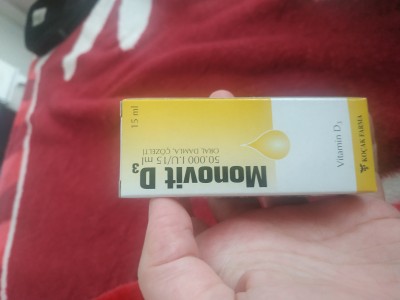 Monovit D3
50.000 I.U/15 ml
ORAL DAMLA, ÇÖZELTİ
15 ml
Vitamin D3
KOÇAK FARMA